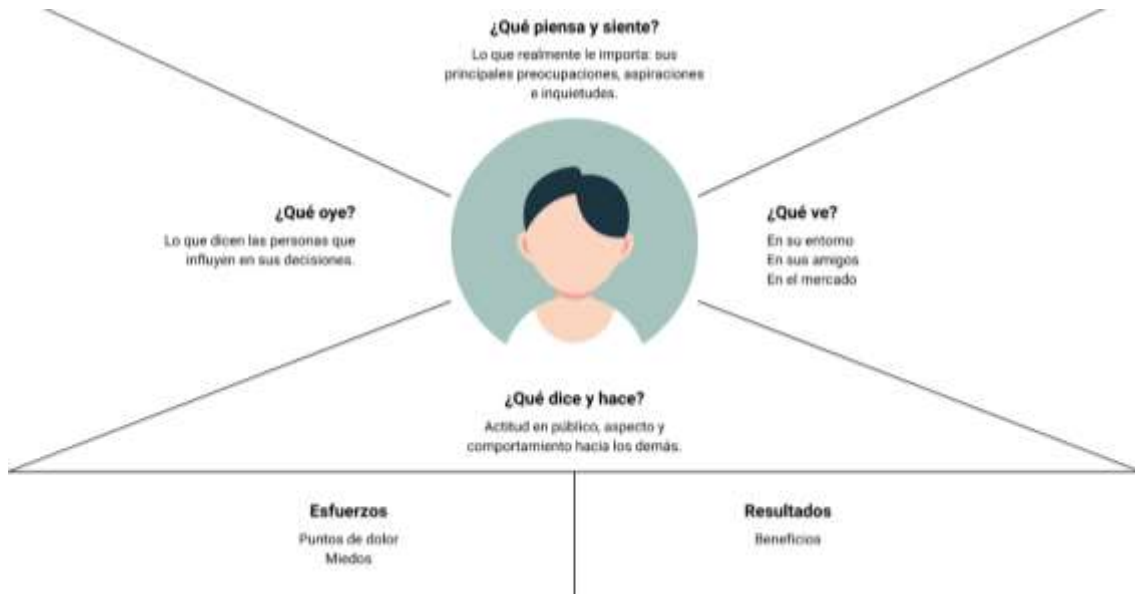 ¿Qué piensa y siente?
Lo que realmente le importa: sus
principales preocupaciones, aspiraciones
e inquietudes.
¿Qué oye?
Lo que dicen las personas que
influyen en sus decisiones.
¿Qué ve?
En su entorno
En sus amigos
En el mercado
¿Qué dice y hace?
Actitud en público, aspecto y
comportamiento hacia los demás.
Esfuerzos
Puntos de dolor
Miedos
Resultados
Beneficios